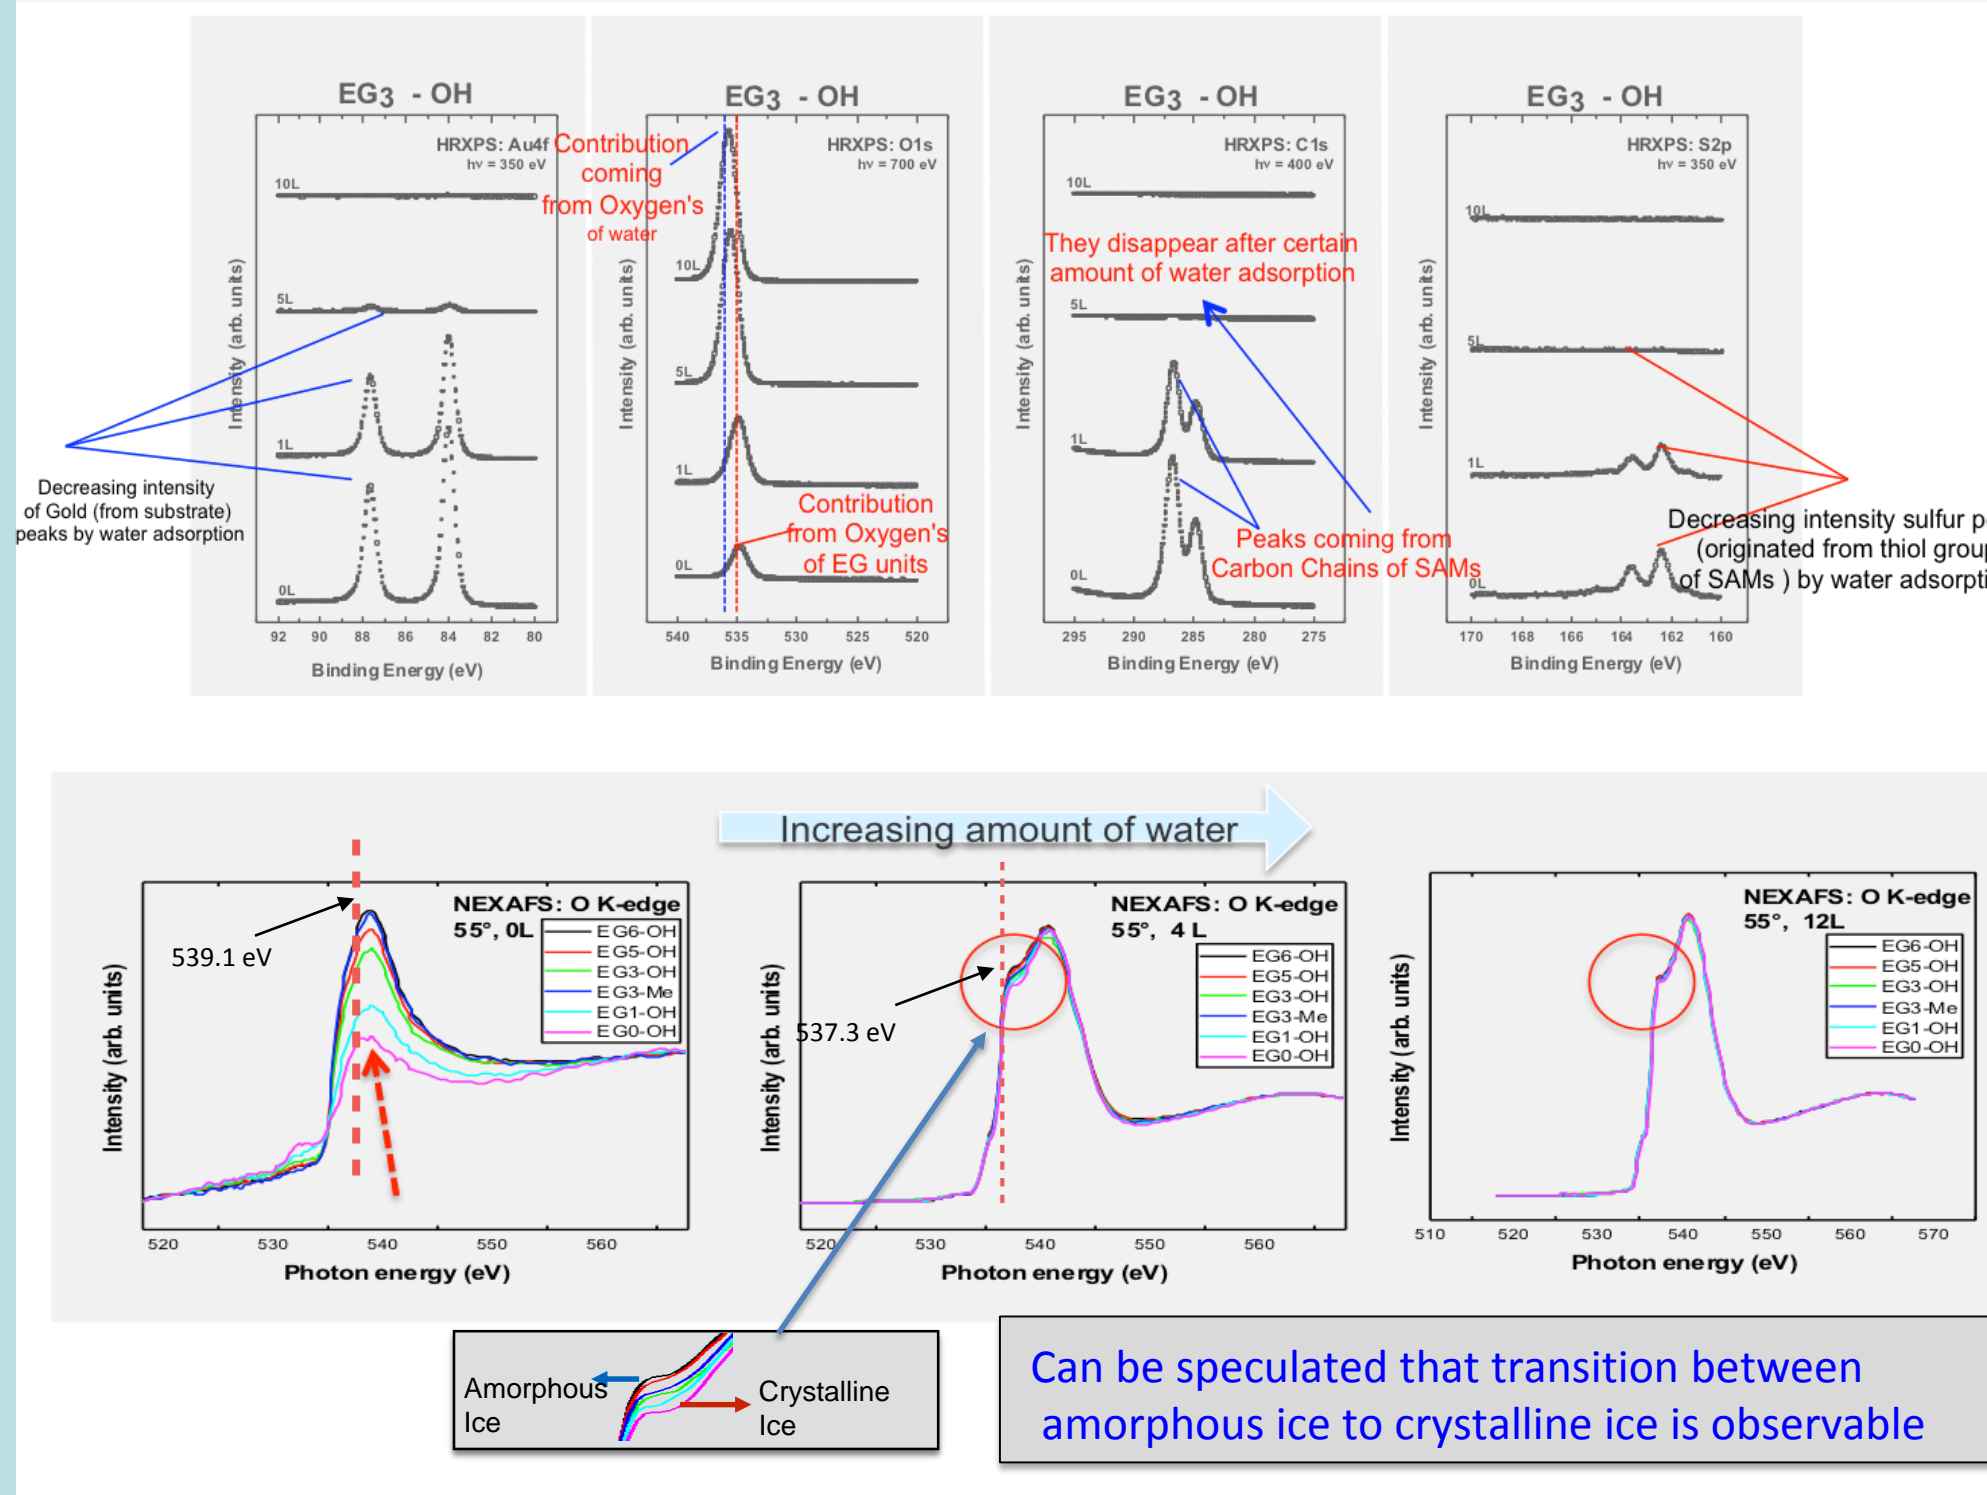 EG3 - OH
HRXPS: Au4f
hν = 350 eV
10L
5L
1L
0L
Intensity (arb. units)
92 90 88 86 84 82 80
Binding Energy (eV)
Decreasing intensity
of Gold (from substrate)
peaks by water adsorption
EG3 - OH
HRXPS: O1s
hν = 700 eV
Contribution
coming
from Oxygen's
of water
10L
5L
1L
0L
Contribution
from Oxygen's
of EG units
Intensity (arb. units)
540 535 530 525 520
Binding Energy (eV)
EG3 - OH
HRXPS: C1s
hν = 400 eV
10L
They disappear after certain
amount of water adsorption
5L
1L
0L
Peaks coming from
Carbon Chains of SAMs
Intensity (arb. units)
295 290 285 280 275
Binding Energy (eV)
EG3 - OH
HRXPS: S2p
hν = 350 eV
10L
5L
1L
0L
Decreasing intensity sulfur
(originated from thiol
of SAMs ) by water
Intensity (arb. units)
170 168 166 164 162 160
Binding Energy (eV)
Increasing amount of water
539.1 eV
NEXAFS: O K-edge
55°, 0L
EG6-OH
EG5-OH
EG3-OH
EG3-Me
EG1-OH
EG0-OH
Intensity (arb. units)
520 530 540 550 560
Photon energy (eV)
537.3 eV
NEXAFS: O K-edge
55°, 4 L
EG6-OH
EG5-OH
EG3-OH
EG3-Me
EG1-OH
EG0-OH
Intensity (arb. units)
520 530 540 550 560
Photon energy (eV)
NEXAFS: O K-edge
55°, 12L
EG6-OH
EG5-OH
EG3-OH
EG3-Me
EG1-OH
EG0-OH
Intensity (arb. units)
510 520 530 540 550 560 570
Photon energy (eV)
Amorphous
Ice
Crystalline
Ice
Can be speculated that transition between
amorphous ice to crystalline ice is observable